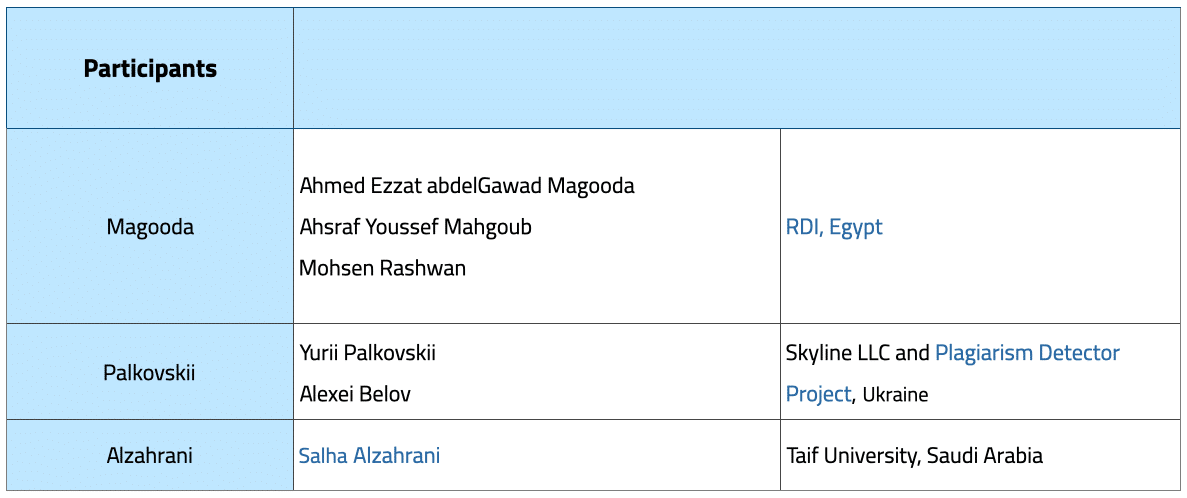 Participants
Magooda
Ahmed Ezzat abdelGawad Magooda
Ahsraf Youssef Mahgoub
Mohsen Rashwan
RDI, Egypt
Palkovskii
Yurii Palkovskii
Alexei Belov
Skyline LLC and Plagiarism Detector
Project, Ukraine
Alzahrani
Salha Alzahrani
Taif University, Saudi Arabia